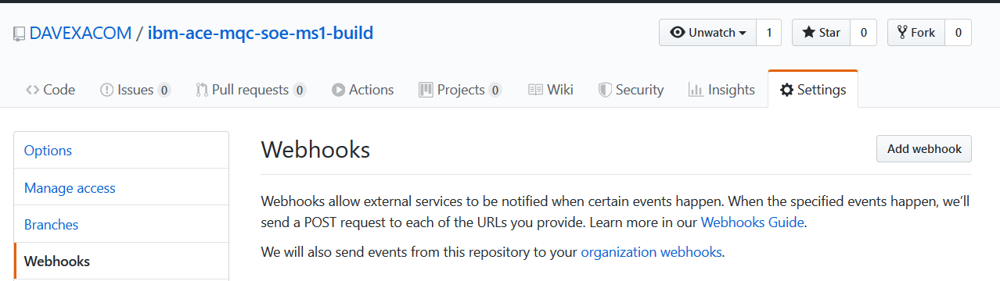 DAVEXACOM / ibm-ace-mqc-soe-ms1-build
Unwatch 1 Star 0 Fork 0
Code Issues 0 Pull requests 0 Actions Projects 0 Wiki Security Insights Settings
Options
Manage access
Branches
Webhooks
Webhooks
Add webhook
Webhooks allow external services to be notified when certain events happen. When the specified events happen, we’ll
send a POST request to each of the URLs you provide. Learn more in our Webhooks Guide.
We will also send events from this repository to your organization webhooks.